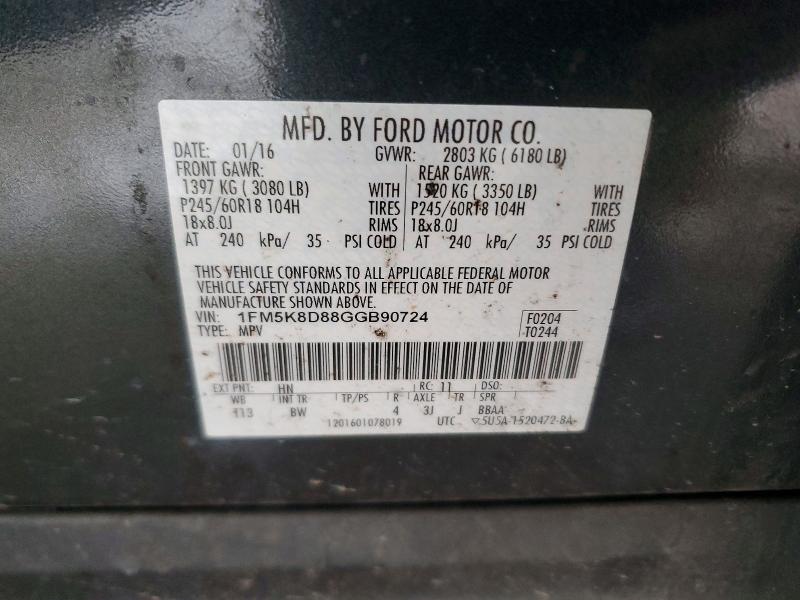 MFD. BY FORD MOTOR CO.
DATE: 01/16 GVWR: 2803 KG ( 6180 LB)
FRONT GAWR: REAR GAWR:
1397 KG ( 3080 LB) WITH 1520 KG ( 3350 LB) WITH
P245/60R18 104H TIRES P245/60R18 104H TIRES
18x8.0J RIMS 18x8.0J RIMS
AT 240 kPa/ 35 PSI COLD AT 240 kPa/ 35 PSI COLD
THIS VEHICLE CONFORMS TO ALL APPLICABLE FEDERAL MOTOR
VEHICLE SAFETY STANDARDS IN EFFECT ON THE DATE OF
MANUFACTURE SHOWN ABOVE.
VIN: 1FM5K8D88GGB90724 F0204
TYPE: MPV T0244
EXT PNT: HN RC: 11 DSO:
WB INT TR TP/PS R AXLE TR SPR
113 BW 4 3J J BBAA
1201601078019 UTC ▽5U5A-1520472-BA